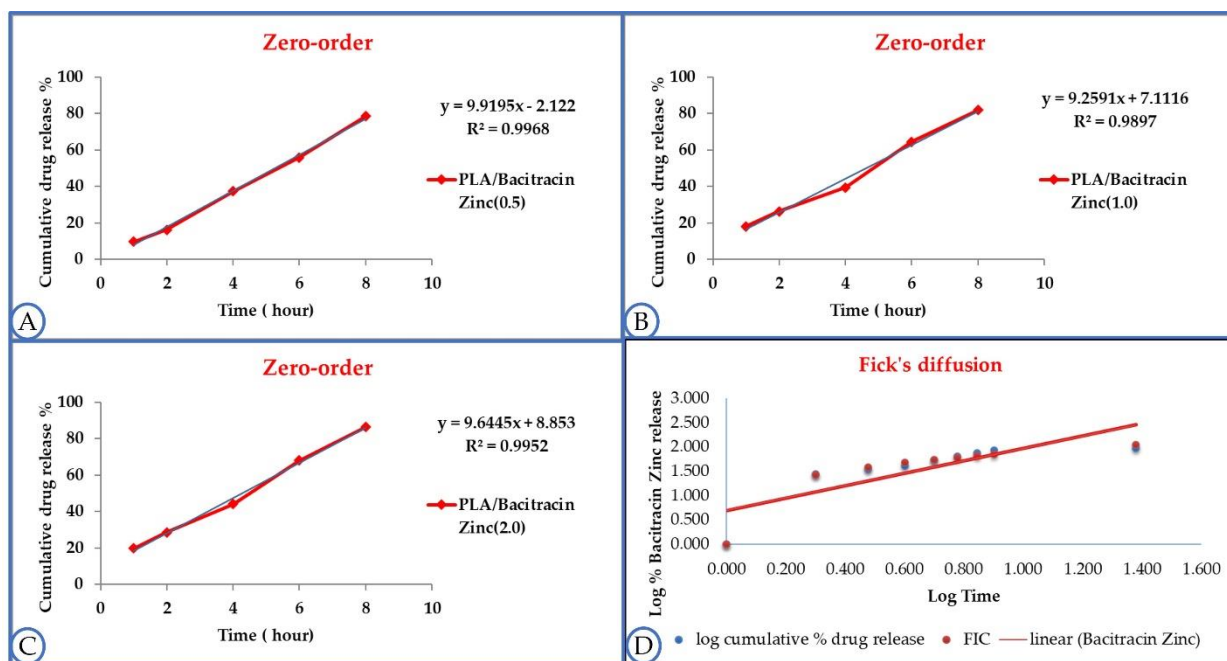 Zero-order
Cumulative drug release %
100
80
60
40
20
0
0
2
4
6
8
10
Time ( hour)
y = 9.9195x - 2.122
R² = 0.9968
PLA/Bacitracin
Zinc(0.5)
A
Zero-order
Cumulative drug release %
100
80
60
40
20
0
0
2
4
6
8
10
Time ( hour)
y = 9.2591x + 7.1116
R² = 0.9897
PLA/Bacitracin
Zinc(1.0)
B
Zero-order
Cumulative drug release %
100
80
60
40
20
0
0
2
4
6
8
10
Time ( hour)
y = 9.6445x + 8.853
R² = 0.9952
PLA/Bacitracin
Zinc(2.0)
C
Fick's diffusion
Log % Bacitracin Zinc release
3.000
2.500
2.000
1.500
1.000
0.500
0.000
0.000
0.200
0.400
0.600
0.800
1.000
1.200
1.400
1.600
Log Time
log cumulative % drug release
FIC
linear (Bacitracin Zinc)
D